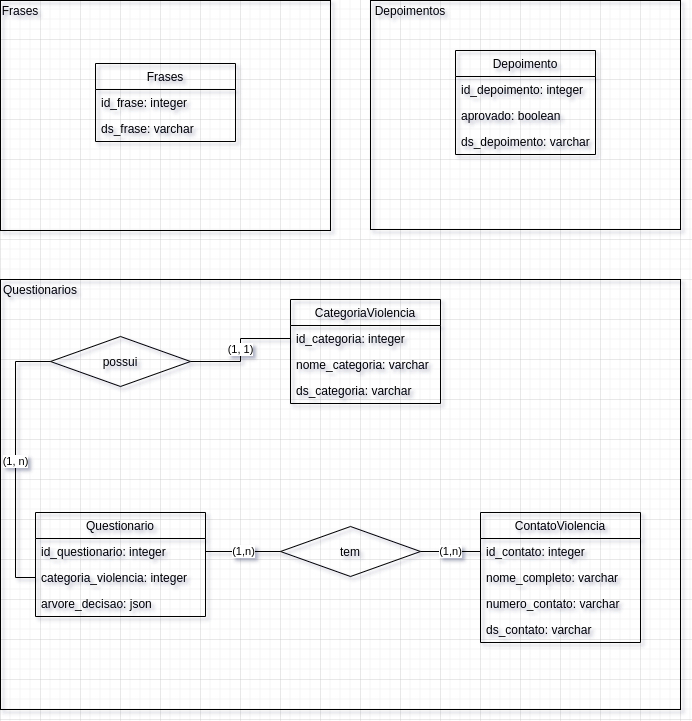 Frases
Frases
id_frase: integer
ds_frase: varchar
Depoimentos
Depoimento
id_depoimento: integer
aprovado: boolean
ds_depoimento: varchar
Questionarios
CategoriaViolencia
id_categoria: integer
nome_categoria: varchar
ds_categoria: varchar
(1, 1)
possui
(1, n)
Questionario
id_questionario: integer
categoria_violencia: integer
arvore_decisao: json
(1,n)
tem
(1,n)
ContatoViolencia
id_contato: integer
nome_completo: varchar
numero_contato: varchar
ds_contato: varchar